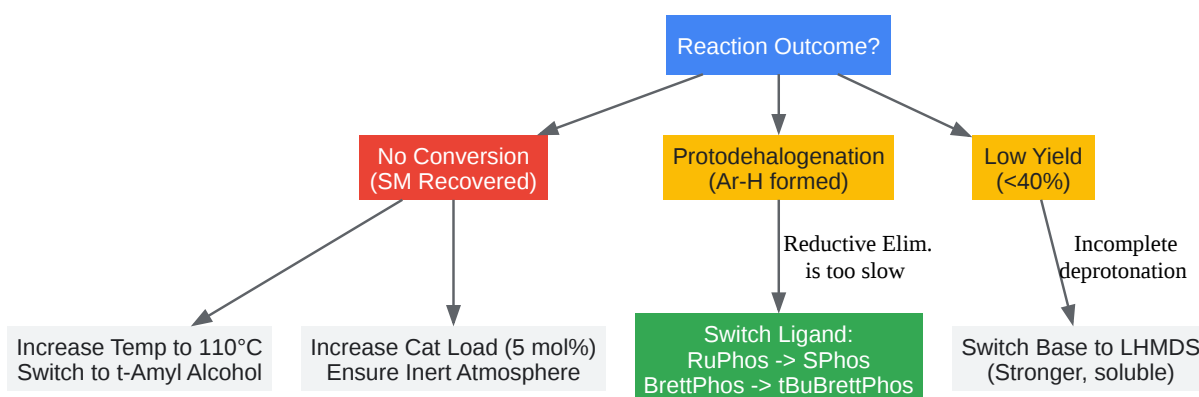 Reaction Outcome?
No Conversion
(SM Recovered)
Protodehalogenation
(Ar-H formed)
Low Yield
(<40%)
Reductive Elim.
is too slow
Incomplete
deprotonation
Increase Temp to 110°C
Switch to t-Amyl Alcohol
Increase Cat Load (5 mol%)
Ensure Inert Atmosphere
Switch Ligand:
RuPhos -> SPhos
BrettPhos -> tBuBrettPhos
Switch Base to LHMDS
(Stronger, soluble)